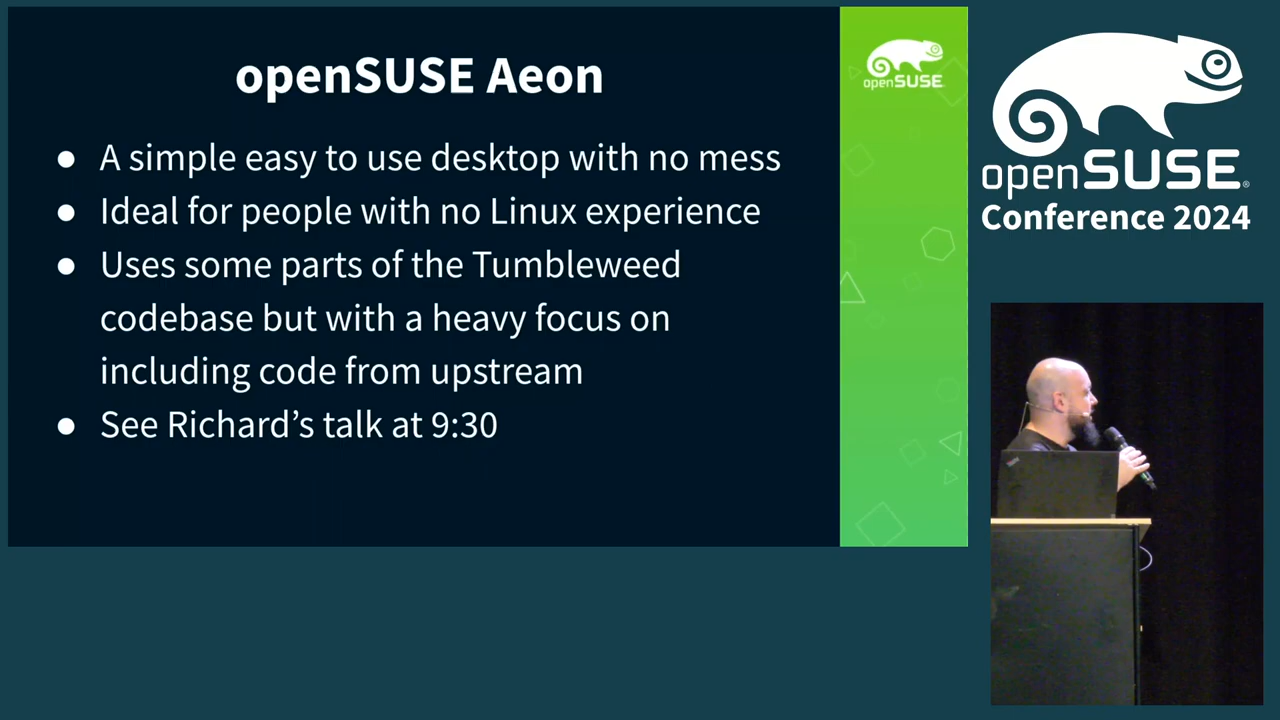 openSUSE Aeon
● A simple easy to use desktop with no mess
● Ideal for people with no Linux experience
● Uses some parts of the Tumbleweed
codebase but with a heavy focus on
including code from upstream
● See Richard's talk at 9:30
openSUSE
openSUSE®
Conference 2024